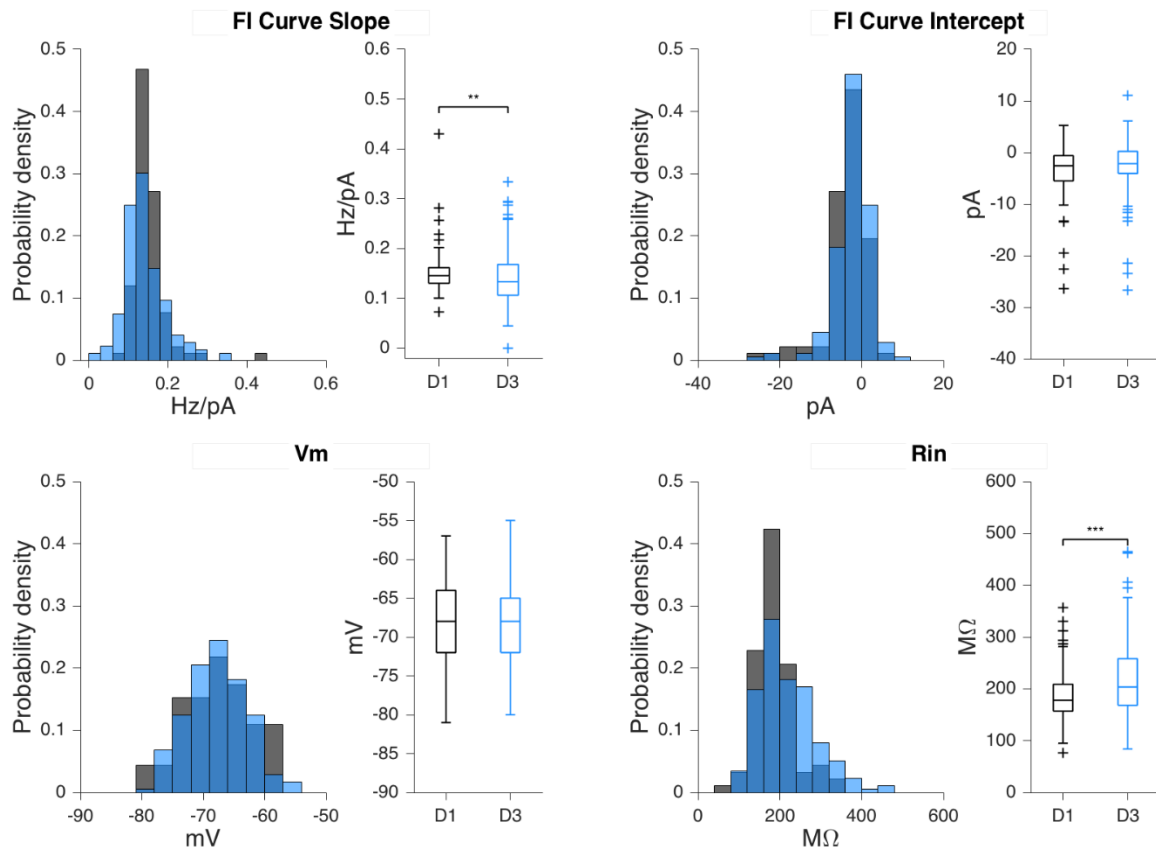 FI Curve Slope
Probability density
0.5
0.4
0.3
0.2
0.1
0
0 0.2 0.4 0.6
Hz/pA
Hz/pA
0.6
0.5
0.4
0.3
0.2
0.1
0
**
D1 D3
FI Curve Intercept
Probability density
0.5
0.4
0.3
0.2
0.1
0
-40 -20 0 20
pA
pA
20
10
0
-10
-20
-30
-40
D1 D3
Vm
Probability density
0.5
0.4
0.3
0.2
0.1
0
-90 -80 -70 -60 -50
mV
mV
-50
-55
-60
-65
-70
-75
-80
-85
-90
D1 D3
Rin
Probability density
0.5
0.4
0.3
0.2
0.1
0
0 200 400 600
MΩ
MΩ
600
500
400
300
200
100
0
***
D1 D3